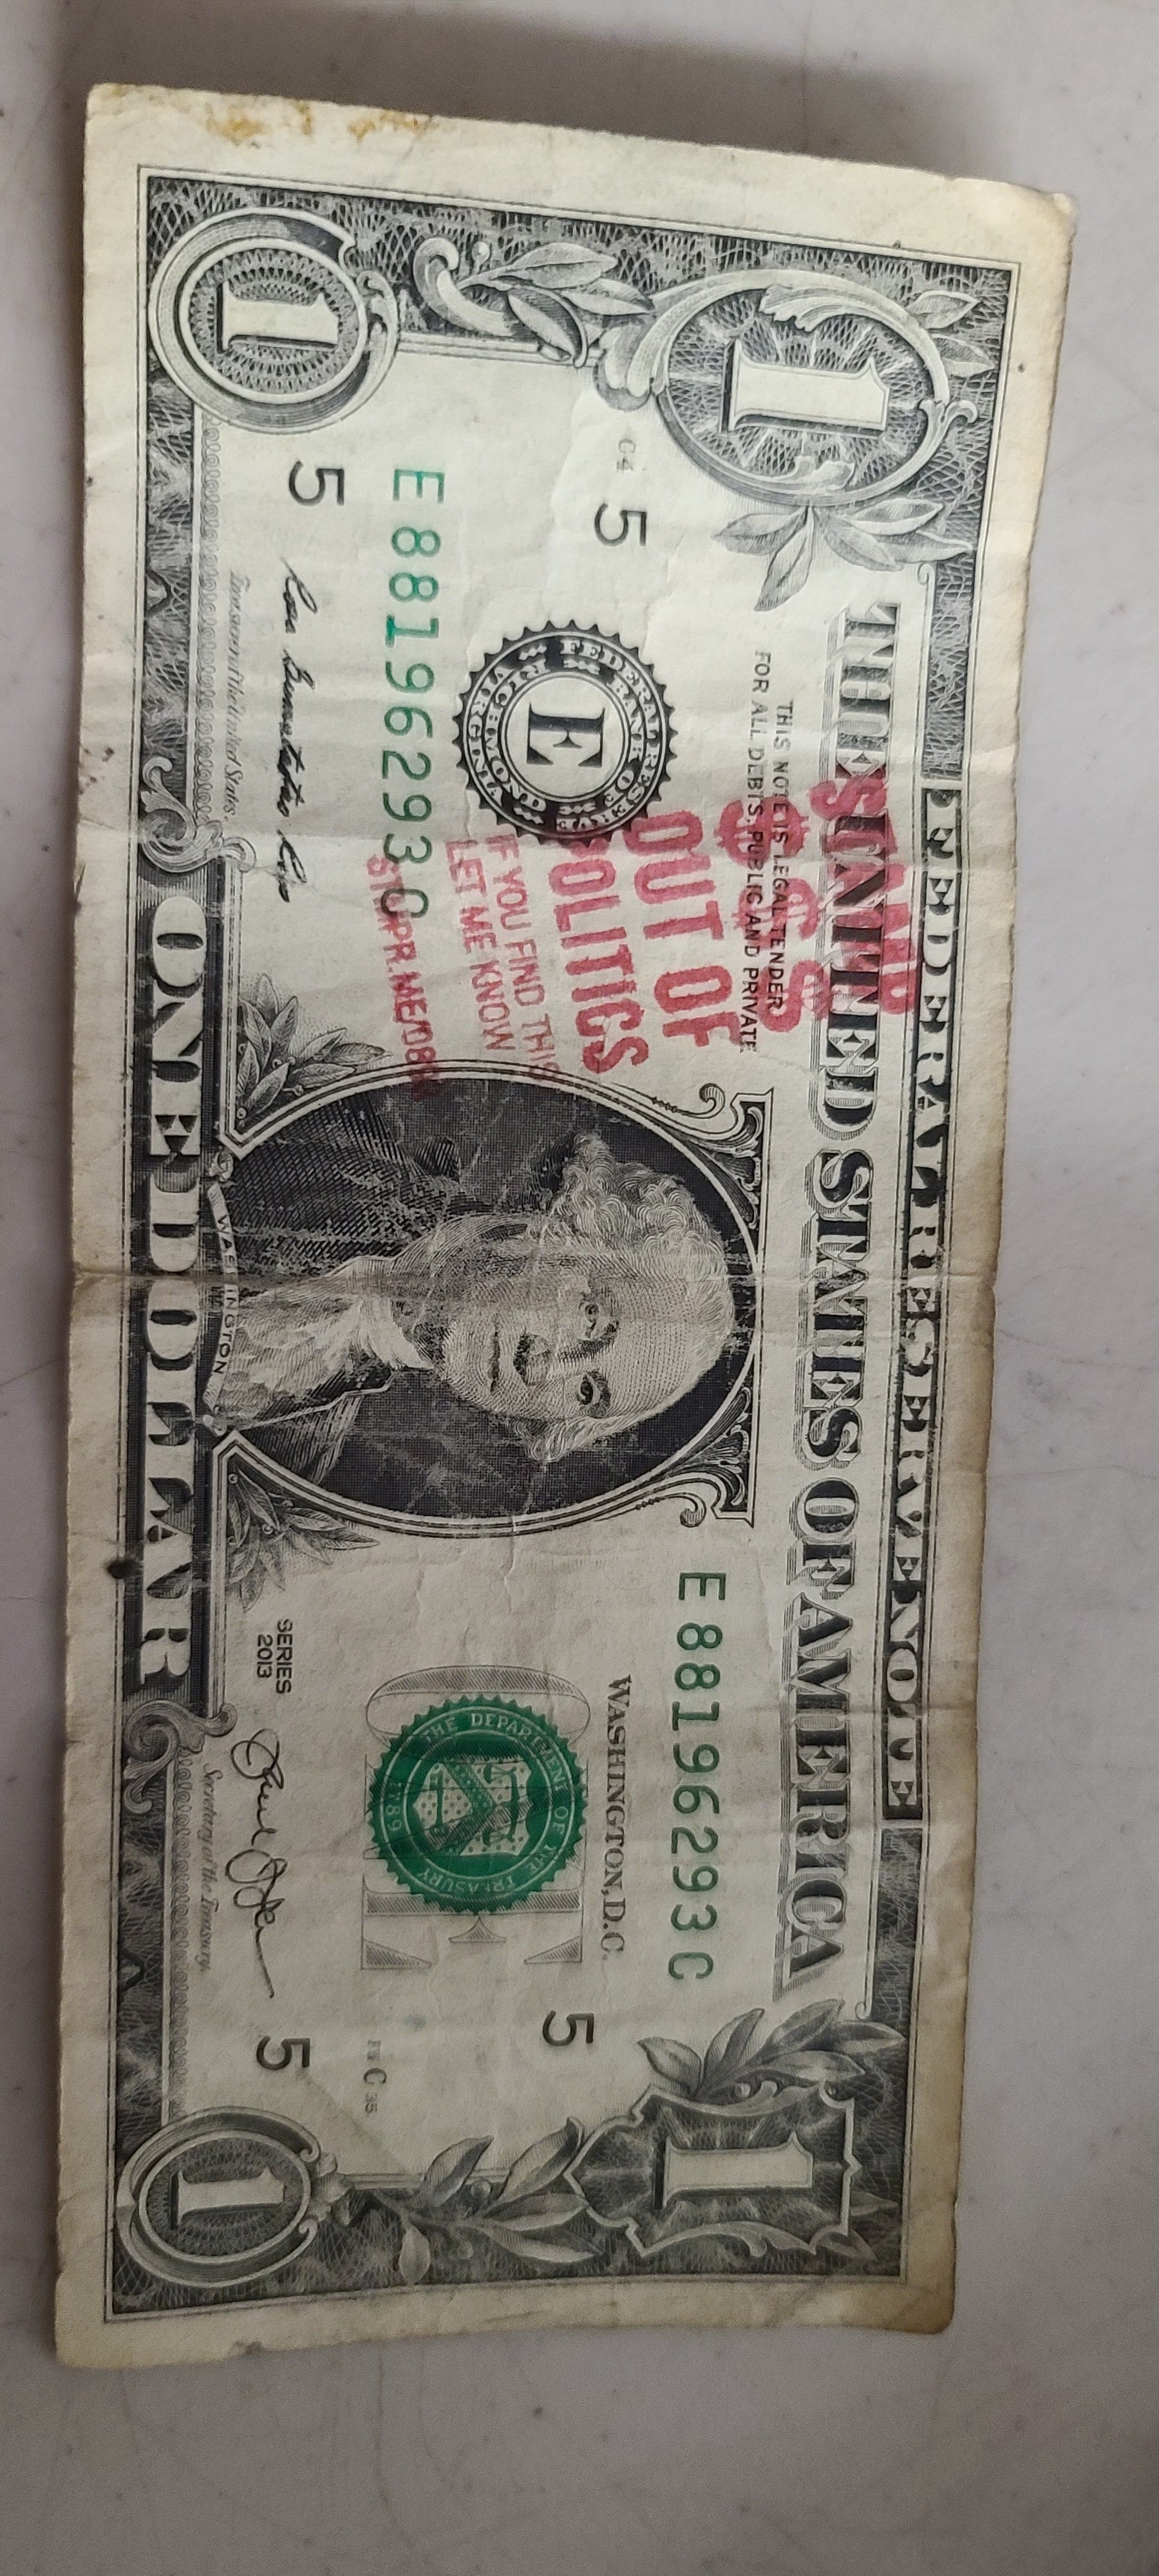 FEDERAL RESERVE NOTE
THE UNITED STATES OF AMERICA
THIS NOTE IS LEGAL TENDER
FOR ALL DEBTS, PUBLIC AND PRIVATE
STAMP
$ $ $
OUT OF
POLITICS
IF YOU FIND THIS
LET ME KNOW
1
1
C4
5
5
FEDERAL RESERVE BANK OF
RICHMOND
VIRGINIA
E
E88196293C
E88196293C
WASHINGTON, D.C.
THE DEPARTMENT OF THE TREASURY
1789
5
5
Treasurer of the United States.
SERIES
2013
Secretary of the Treasury.
WASHINGTON
1
ONE DOLLAR
1